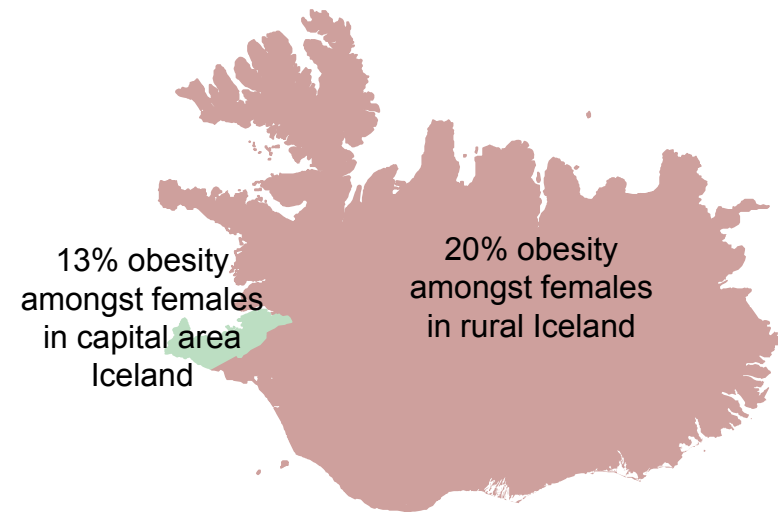 13% obesity
amongst females
in capital area
Iceland
20% obesity
amongst females
in rural Iceland